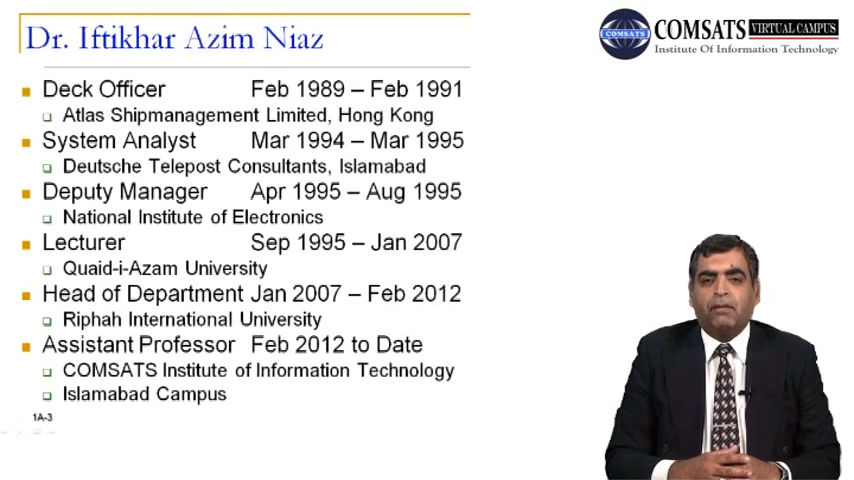 Dr. Iftikhar Azim Niaz
COMSATS VIRTUAL CAMPUS
COMSATS
Institute Of Information Technology
Deck Officer Feb 1989 – Feb 1991
Atlas Shipmanagement Limited, Hong Kong
System Analyst Mar 1994 – Mar 1995
Deutsche Telepost Consultants, Islamabad
Deputy Manager Apr 1995 – Aug 1995
National Institute of Electronics
Lecturer Sep 1995 – Jan 2007
Quaid-i-Azam University
Head of Department Jan 2007 – Feb 2012
Riphah International University
Assistant Professor Feb 2012 to Date
COMSATS Institute of Information Technology
Islamabad Campus
1A-3